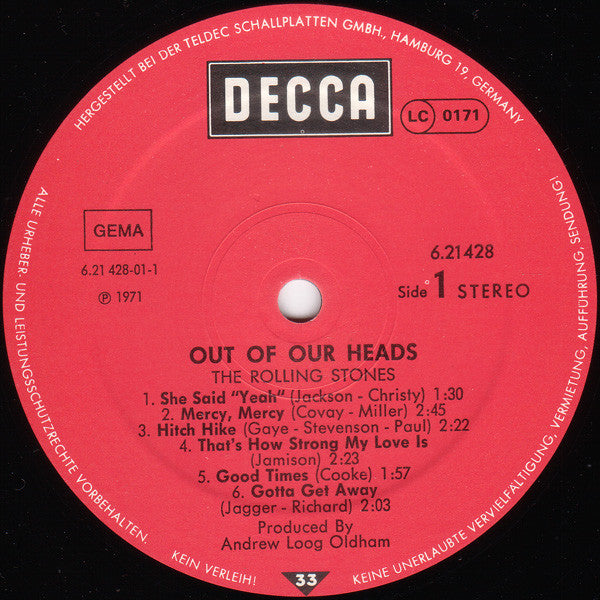 HERGESTELLT BEI DER TELDEC SCHALLPLATTEN GMBH., HAMBURG 19, GERMANY
DECCA
LC 0171
GEMA
6.21 428-01-1
℗ 1971
6.21428
Side 1 STEREO
OUT OF OUR HEADS
THE ROLLING STONES
1. She Said "Yeah" (Jackson - Christy) 1:30
2. Mercy, Mercy (Covay - Miller) 2:45
3. Hitch Hike (Gaye - Stevenson - Paul) 2:22
4. That's How Strong My Love Is
(Jamison) 2:23
5. Good Times (Cooke) 1:57
6. Gotta Get Away
(Jagger - Richard) 2:03
Produced By
Andrew Loog Oldham
ALLE URHEBER- UND LEISTUNGSSCHUTZRECHTE VORBEHALTEN.
KEIN VERLEIH!
33
KEINE UNERLAUBTE VERVIELFÄLTIGUNG, VERMIETUNG, AUFFÜHRUNG, SENDUNG!